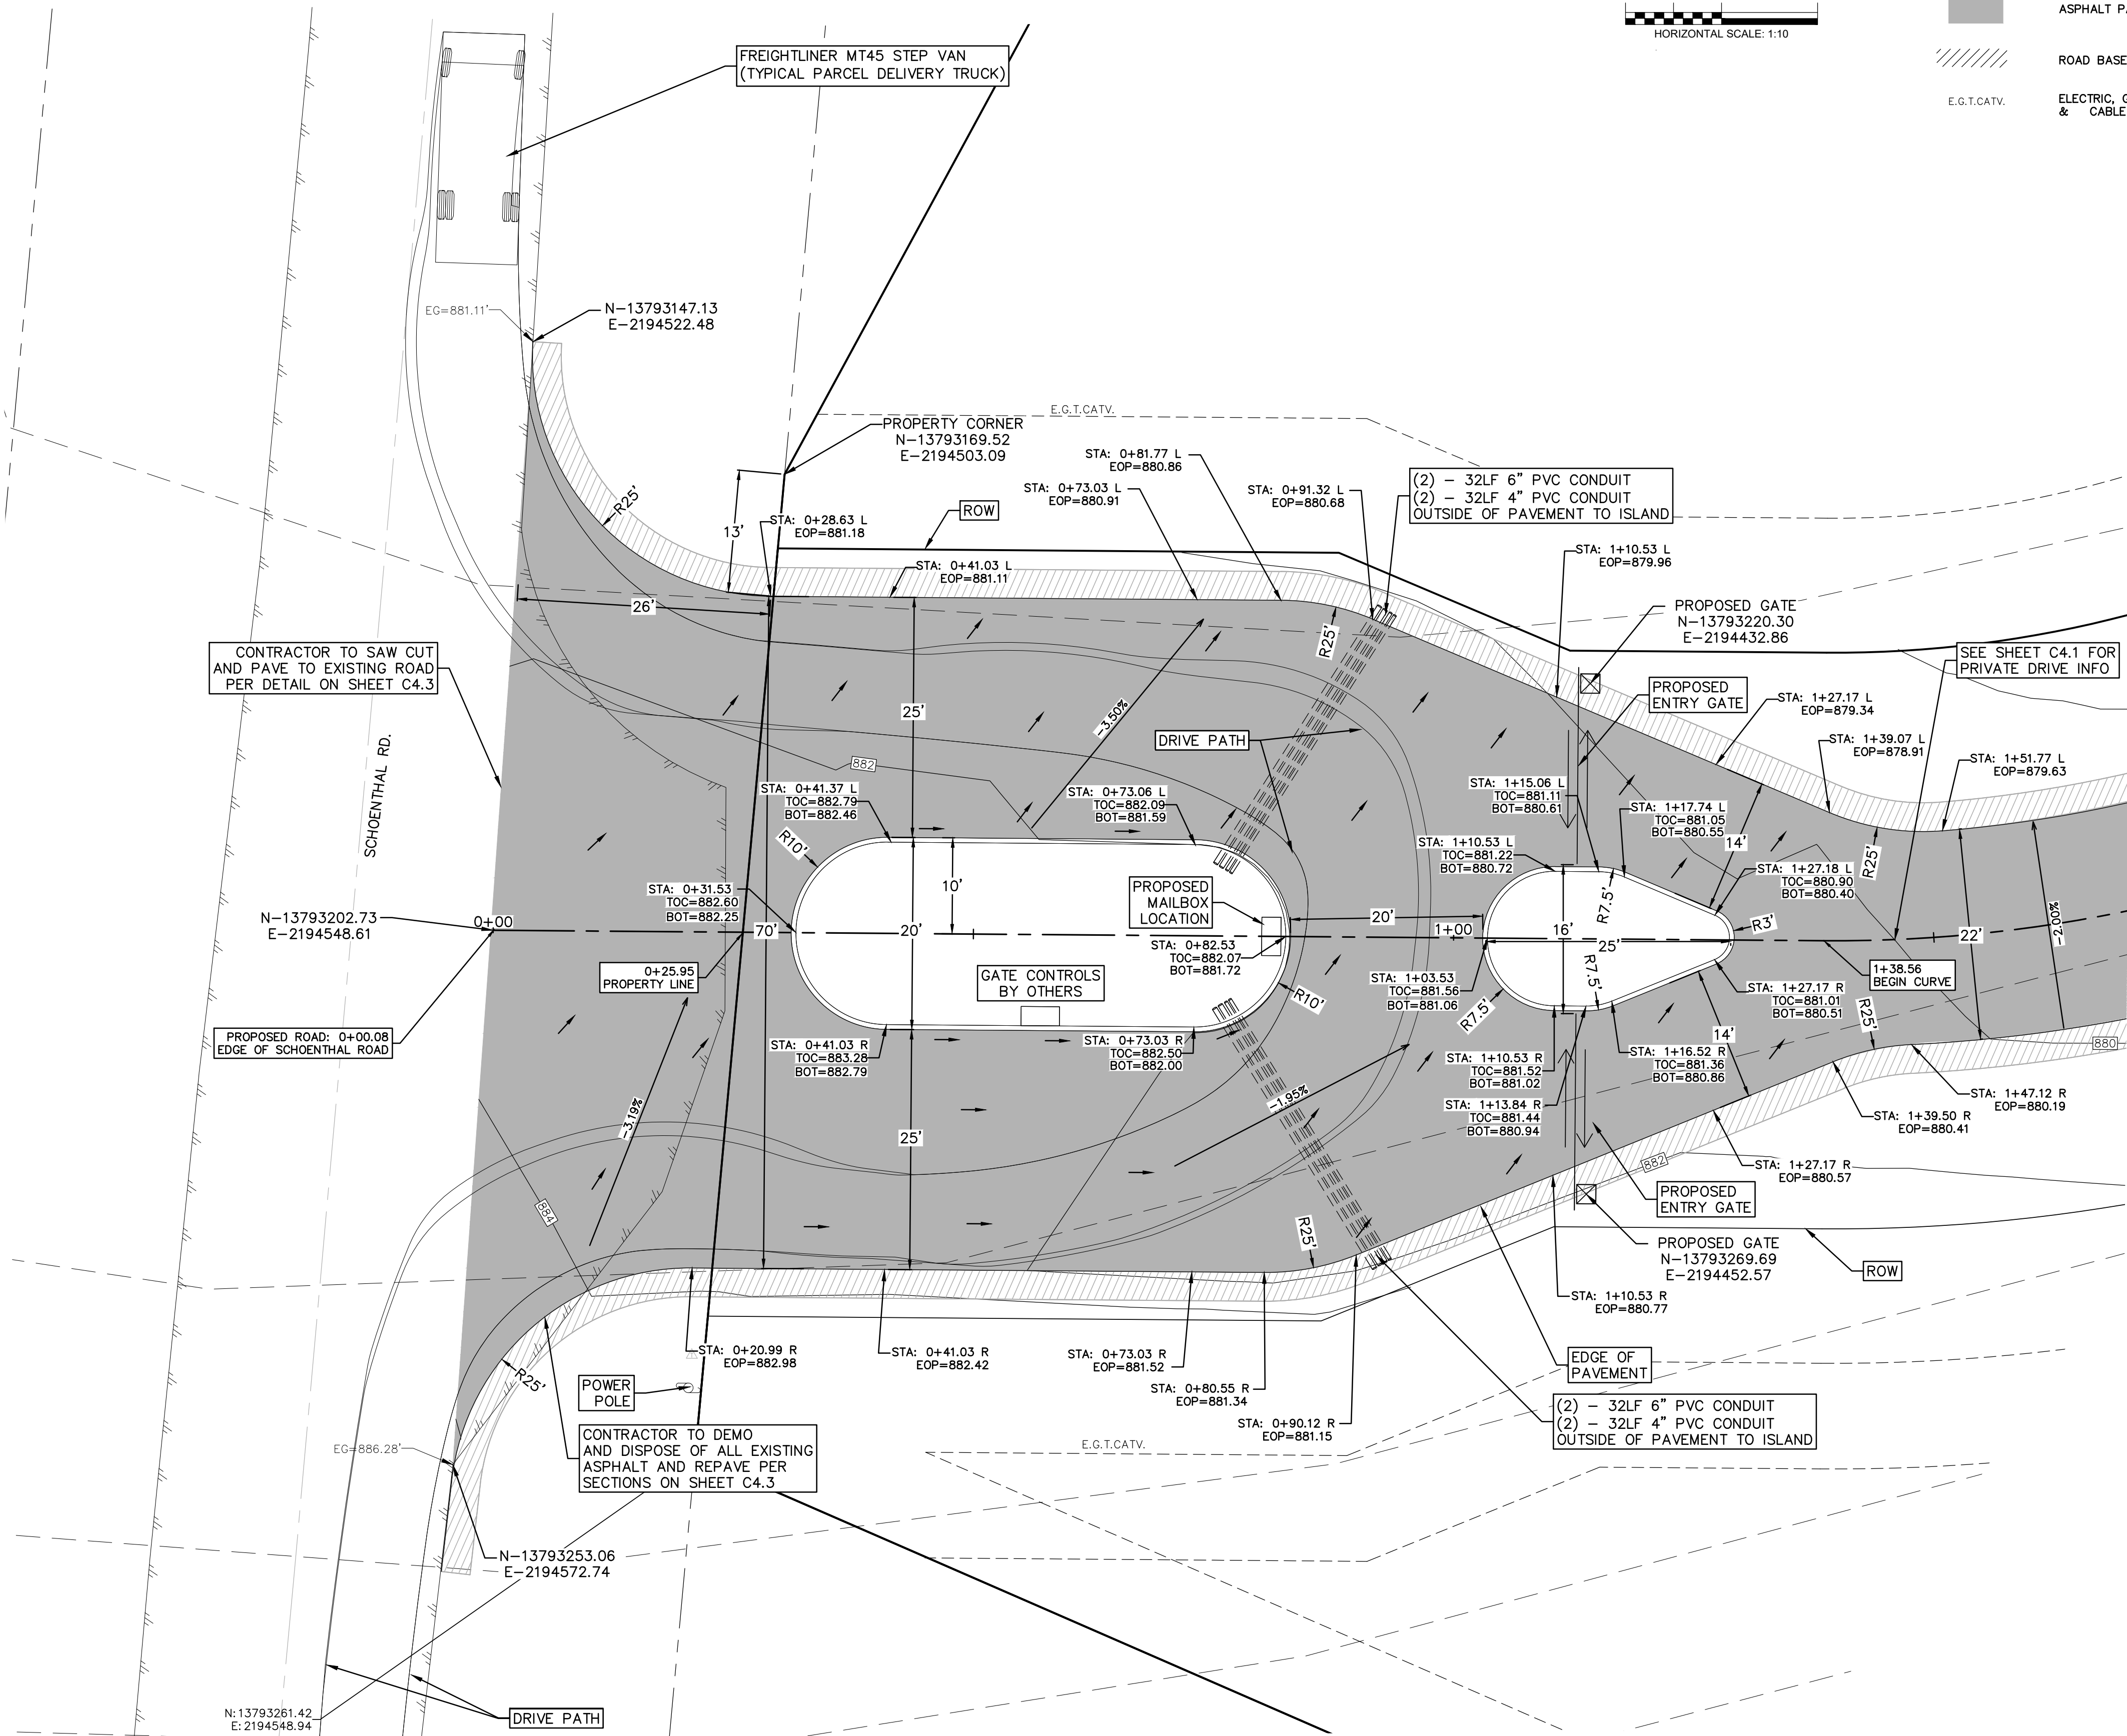 HORIZONTAL SCALE: 1:10
ASPHALT
ROAD BASE
E.G.T.CATV.
ELECTRIC,
& CABLE
FREIGHTLINER MT45 STEP VAN
(TYPICAL PARCEL DELIVERY TRUCK)
EG=881.11'
N-13793147.13
E-2194522.48
E.G.T.CATV.
PROPERTY CORNER
N-13793169.52
E-2194503.09
STA: 0+81.77 L
EOP=880.86
STA: 0+73.03 L
EOP=880.91
STA: 0+91.32 L
EOP=880.68
(2) - 32LF 6" PVC CONDUIT
(2) - 32LF 4" PVC CONDUIT
OUTSIDE OF PAVEMENT TO ISLAND
R25'
13'
STA: 0+28.63 L
EOP=881.18
ROW
STA: 0+41.03 L
EOP=881.11
STA: 1+10.53 L
EOP=879.96
26'
R25'
PROPOSED GATE
N-13793220.30
E-2194432.86
CONTRACTOR TO SAW CUT
AND PAVE TO EXISTING ROAD
PER DETAIL ON SHEET C4.3
SEE SHEET C4.1 FOR
PRIVATE DRIVE INFO
PROPOSED
ENTRY GATE
STA: 1+27.17 L
EOP=879.34
25'
-3.50%
DRIVE PATH
STA: 1+39.07 L
EOP=878.91
STA: 1+51.77 L
EOP=879.63
SCHOENTHAL RD.
882
STA: 0+41.37 L
TOC=882.79
BOT=882.46
STA: 0+73.06 L
TOC=882.09
BOT=881.59
STA: 1+15.06 L
TOC=881.11
BOT=880.61
STA: 1+17.74 L
TOC=881.05
BOT=880.55
14'
R10'
STA: 1+10.53 L
TOC=881.22
BOT=880.72
R25'
STA: 1+27.18 L
TOC=880.90
BOT=880.40
10'
STA: 0+31.53
TOC=882.60
BOT=882.25
PROPOSED
MAILBOX
LOCATION
R7.5'
R3'
N-13793202.73
E-2194548.61
0+00
70'
20'
20'
1+00
16'
25'
22'
-2.00%
STA: 0+82.53
TOC=882.07
BOT=881.72
0+25.95
PROPERTY LINE
GATE CONTROLS
BY OTHERS
R10'
STA: 1+03.53
TOC=881.56
BOT=881.06
R7.5'
R7.5'
1+38.56
BEGIN CURVE
STA: 1+27.17 R
TOC=881.01
BOT=880.51
R25'
PROPOSED ROAD: 0+00.08
EDGE OF SCHOENTHAL ROAD
STA: 0+41.03 R
TOC=883.28
BOT=882.79
STA: 0+73.03 R
TOC=882.50
BOT=882.00
14'
880
STA: 1+10.53 R
TOC=881.52
BOT=881.02
STA: 1+16.52 R
TOC=881.36
BOT=880.86
-3.19%
-1.95%
STA: 1+13.84 R
TOC=881.44
BOT=880.94
STA: 1+47.12 R
EOP=880.19
STA: 1+39.50 R
EOP=880.41
25'
882
STA: 1+27.17 R
EOP=880.57
884
PROPOSED
ENTRY GATE
R25'
PROPOSED GATE
N-13793269.69
E-2194452.57
ROW
STA: 1+10.53 R
EOP=880.77
STA: 0+20.99 R
EOP=882.98
STA: 0+41.03 R
EOP=882.42
STA: 0+73.03 R
EOP=881.52
EDGE OF
PAVEMENT
R25'
POWER
POLE
STA: 0+80.55 R
EOP=881.34
STA: 0+90.12 R
EOP=881.15
(2) - 32LF 6" PVC CONDUIT
(2) - 32LF 4" PVC CONDUIT
OUTSIDE OF PAVEMENT TO ISLAND
EG=886.28'
CONTRACTOR TO DEMO
AND DISPOSE OF ALL EXISTING
ASPHALT AND REPAVE PER
SECTIONS ON SHEET C4.3
E.G.T.CATV.
N-13793253.06
E-2194572.74
N: 13793261.42
E: 2194548.94
DRIVE PATH